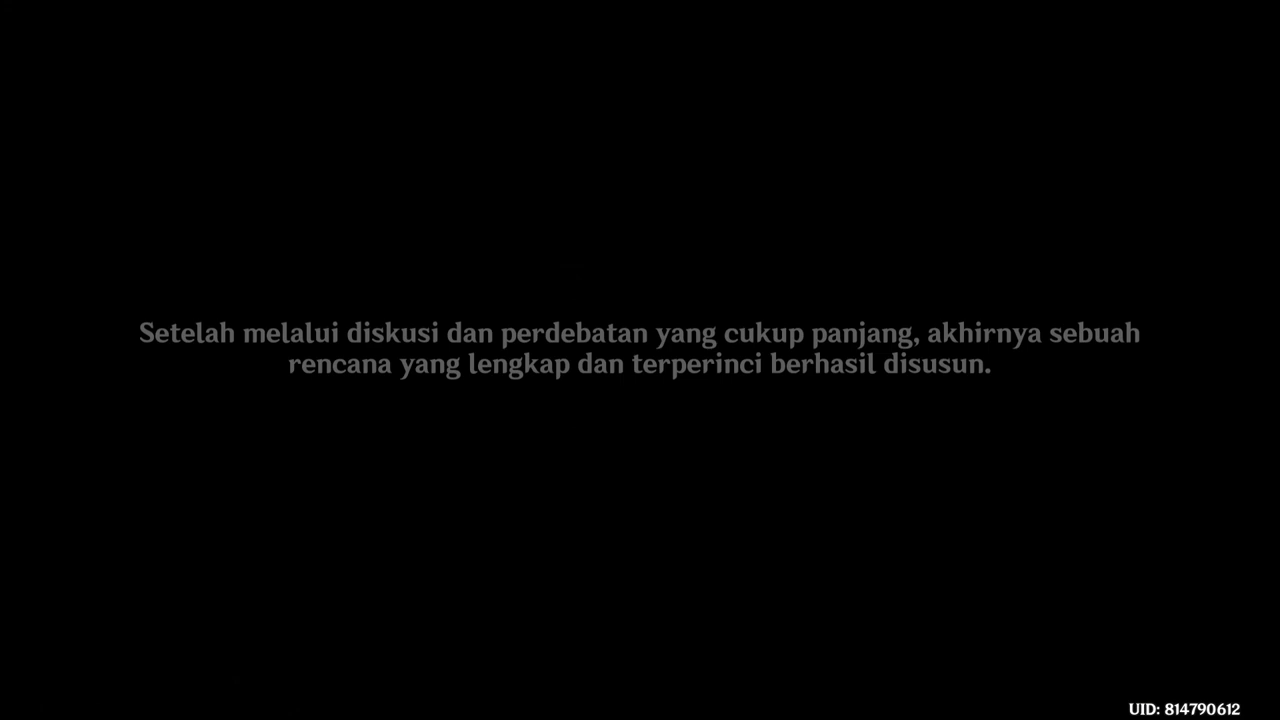 Setelah melalui diskusi dan perdebatan yang cukup panjang, akhirnya sebuah
rencana yang lengkap dan terperinci berhasil disusun.
UID: 814790612